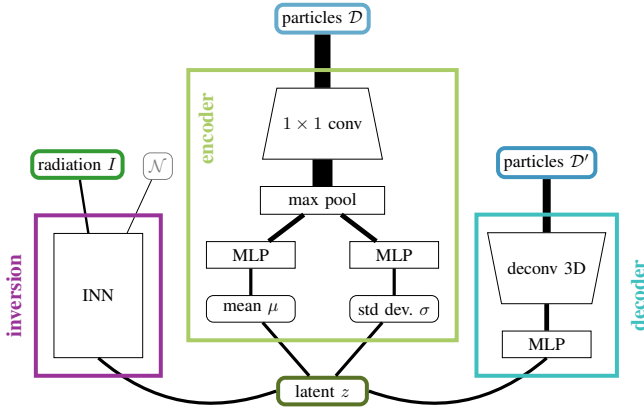 particles 𝒟
encoder
1 × 1 conv
radiation I
𝒩
particles 𝒟′
max pool
inversion
INN
MLP
MLP
deconv 3D
decoder
mean μ
std dev. σ
MLP
latent z